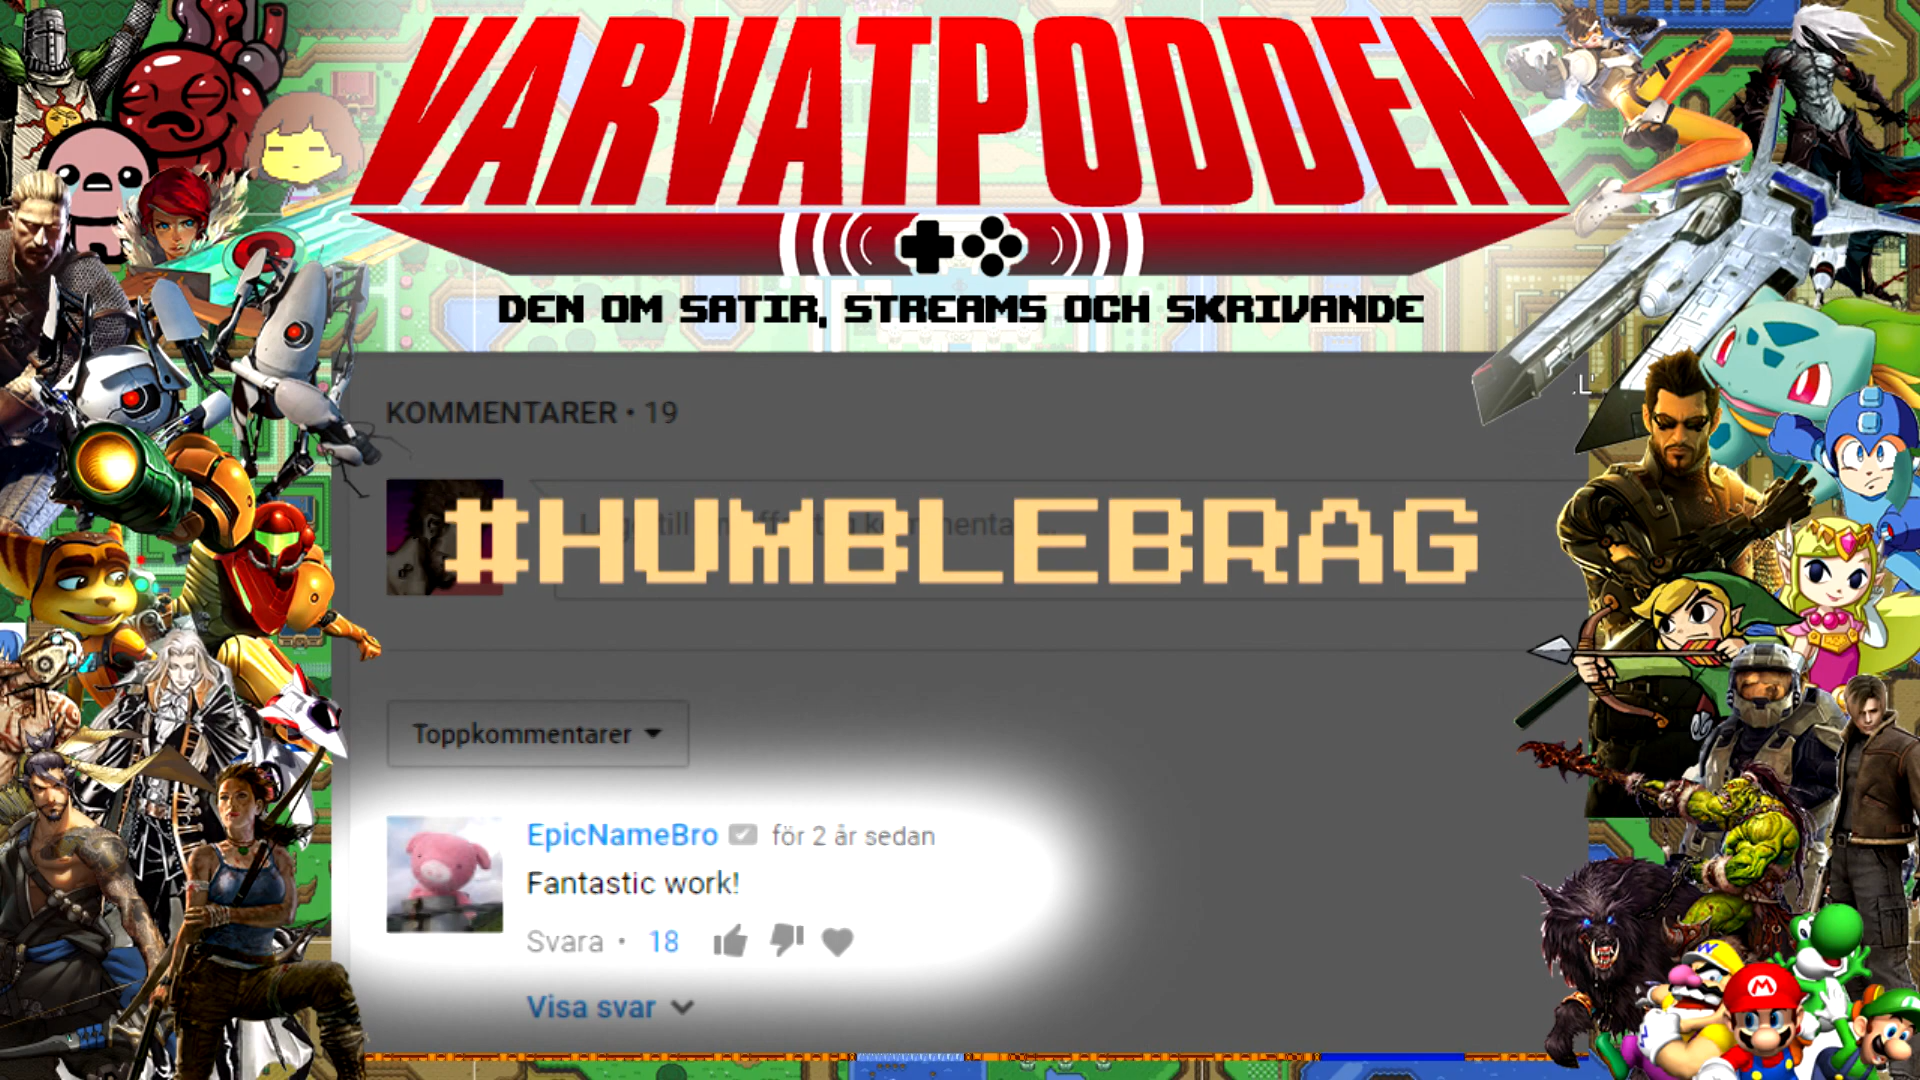 VARVATPODDEN
DEN OM SATIR, STREAMS OCH SKRIVANDE
KOMMENTARER • 19
#HUMBLEBRAG
Toppkommentarer
EpicNameBro för 2 år sedan
Fantastic work!
Svara • 18
Visa svar